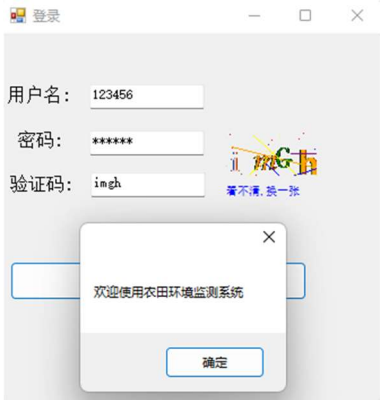 登录
用户名: 123456
密码: ******
验证码: imgh
imGh
看不清,换一张
欢迎使用农田环境监测系统
确定